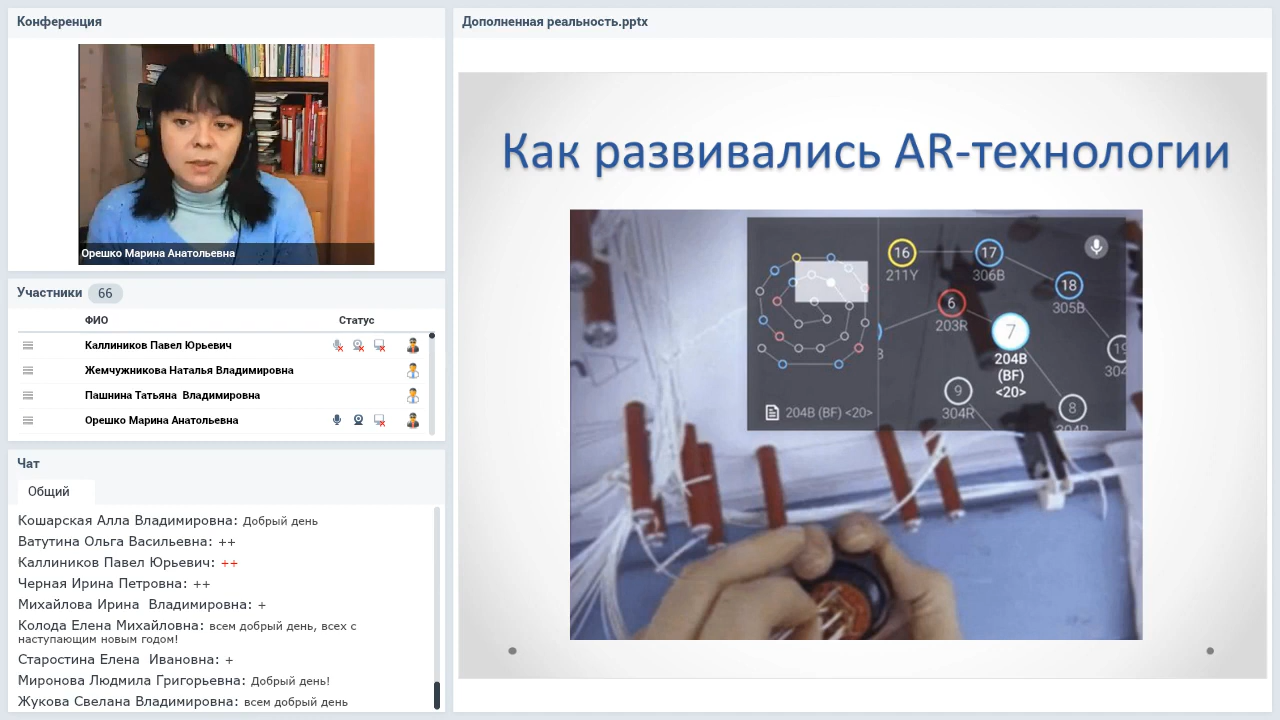 Конференция
Орешко Марина Анатольевна
Участники 66
ФИО Статус
Каллиников Павел Юрьевич
Жемчужникова Наталья Владимировна
Пашнина Татьяна Владимировна
Орешко Марина Анатольевна
Чат
Общий
Кошарская Алла Владимировна: Добрый день
Ватутина Ольга Васильевна: ++
Каллиников Павел Юрьевич: ++
Черная Ирина Петровна: ++
Михайлова Ирина Владимировна: +
Колода Елена Михайловна: всем добрый день, всех с
наступающим новым годом!
Старостина Елена Ивановна: +
Миронова Людмила Григорьевна: Добрый день!
Жукова Свелана Владимировна: всем добрый день
Дополненная реальность.pptx
Как развивались AR-технологии
16
211Y
17
306B
18
305B
6
203R
7
204B
(BF)
<20>
19
304
9
304R
8
204B (BF) <20>